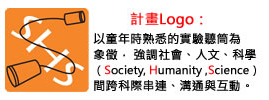 計畫Logo：
以童年時熟悉的實驗聽筒為
象徵， 強調社會、人文、科學
（Society, Humanity ,Science）
間跨科際串連、溝通與互動。